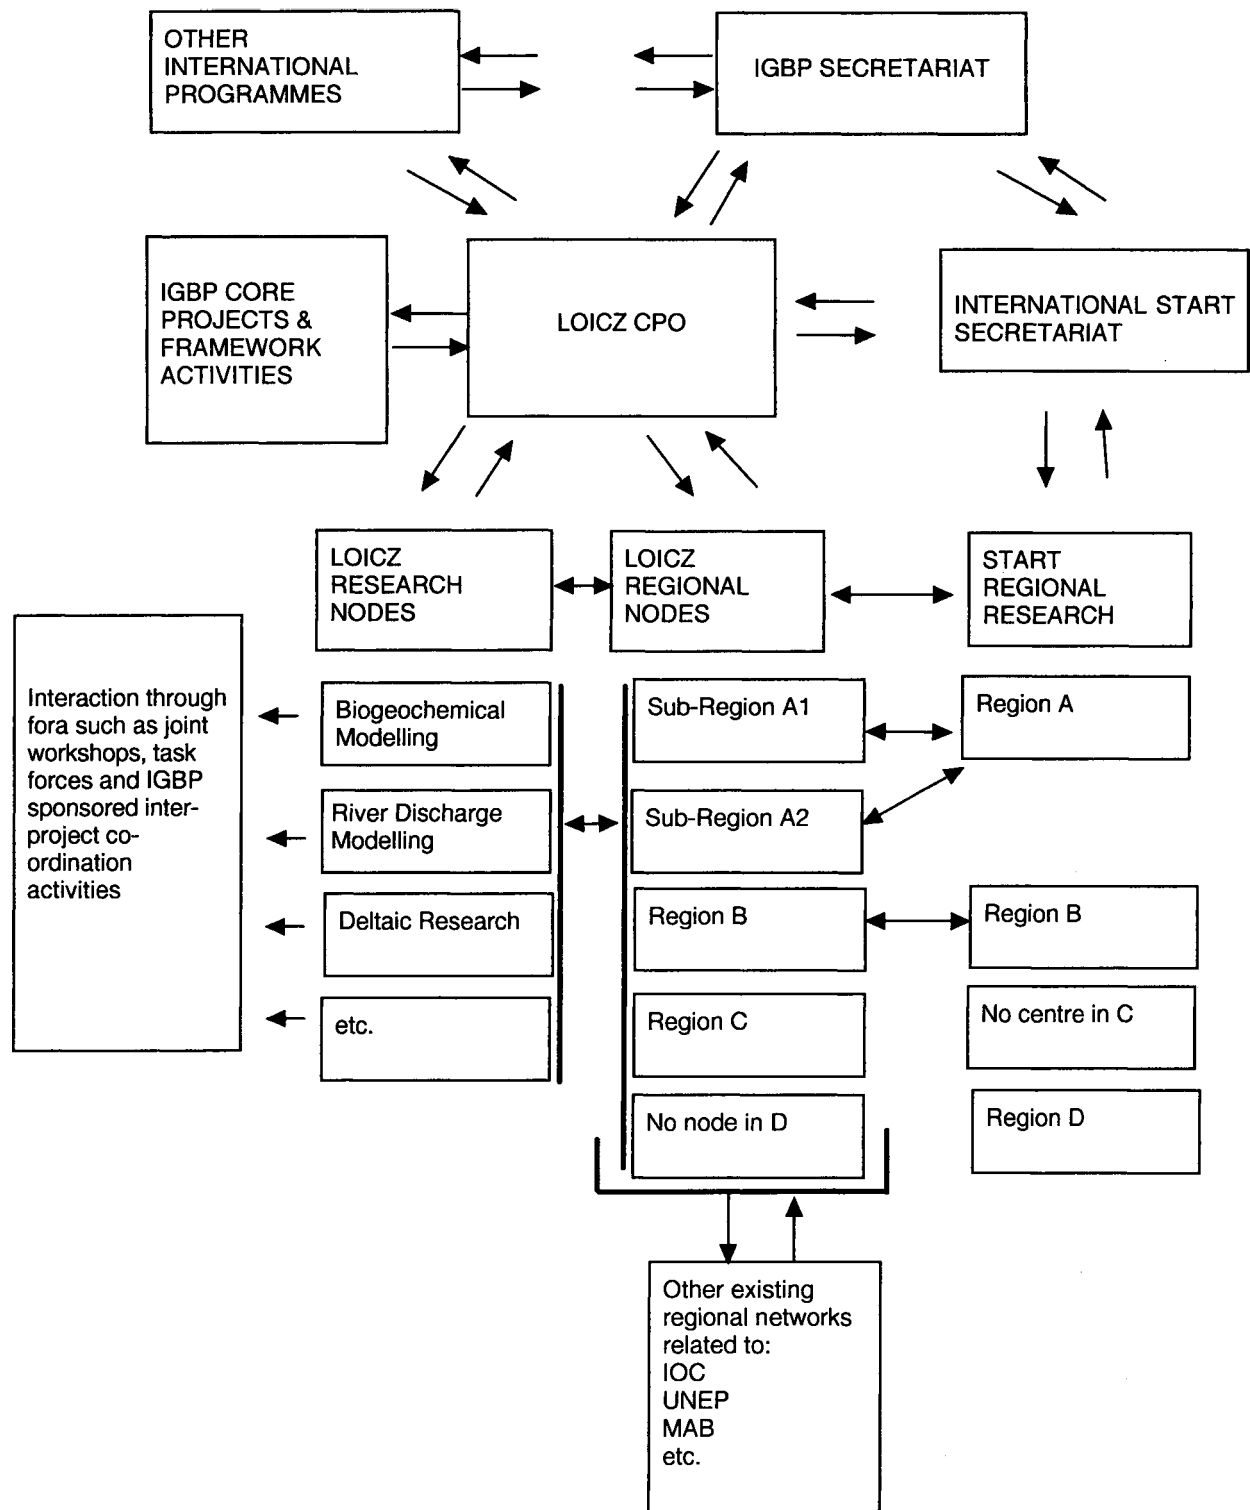 OTHER
INTERNATIONAL
PROGRAMMES
IGBP SECRETARIAT
IGBP CORE
PROJECTS &
FRAMEWORK
ACTIVITIES
LOICZ CPO
INTERNATIONAL START
SECRETARIAT
LOICZ
RESEARCH
NODES
LOICZ
REGIONAL
NODES
START
REGIONAL
RESEARCH
Interaction through
fora such as joint
workshops, task
forces and IGBP
sponsored inter-
project co-
ordination
activities
Biogeochemical
Modelling
River Discharge
Modelling
Deltaic Research
etc.
Sub-Region A1
Sub-Region A2
Region B
Region C
No node in D
Region A
Region B
No centre in C
Region D
Other existing
regional networks
related to:
IOC
UNEP
MAB
etc.